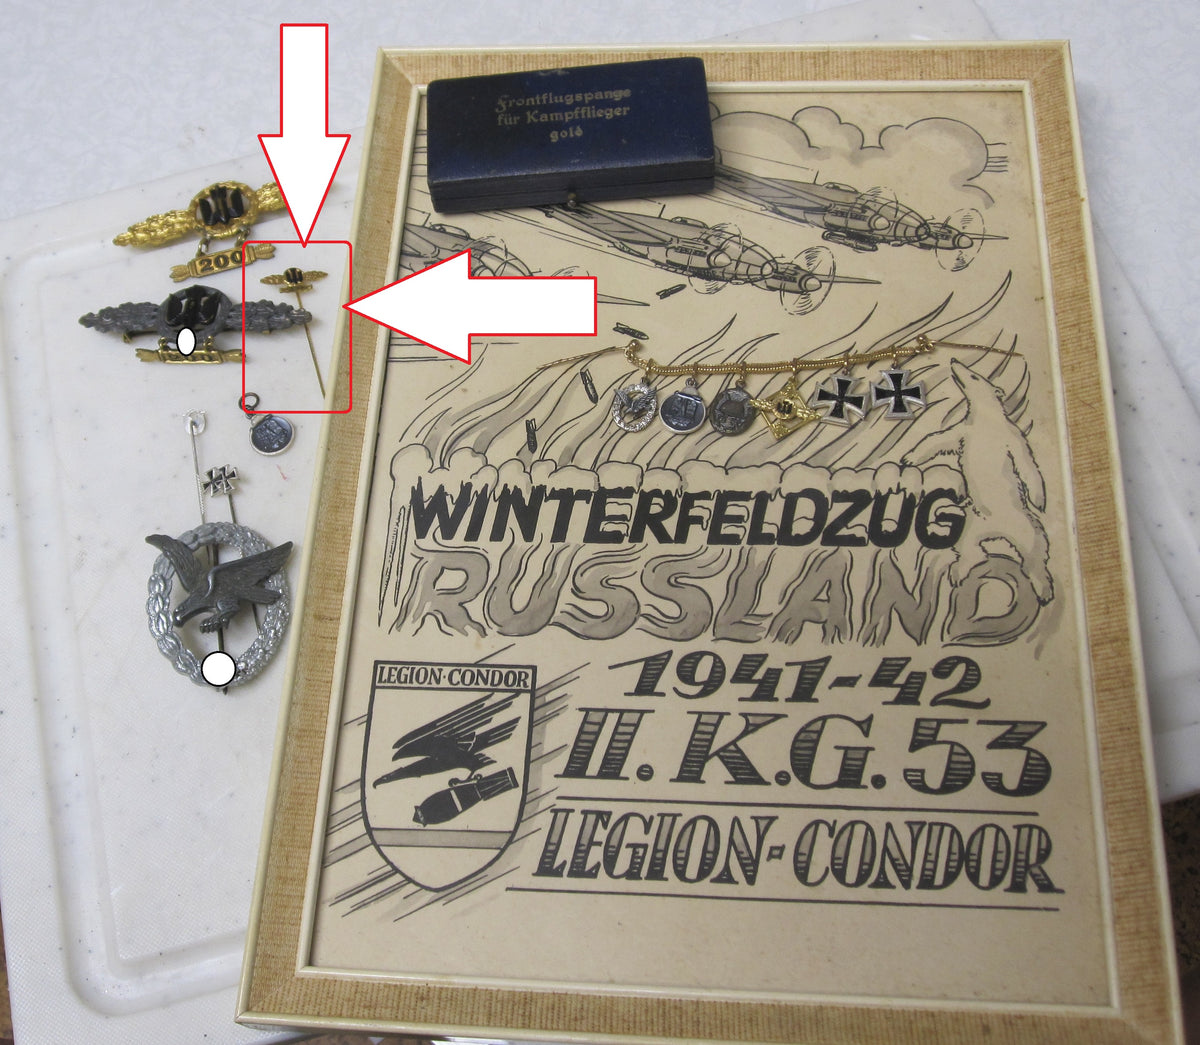 Frontflugspange
für Kampfflieger
gold
200
WINTERFELDZUG
RUSSLAND
1941-42
II. K.G. 53
LEGION-CONDOR
LEGION-CONDOR